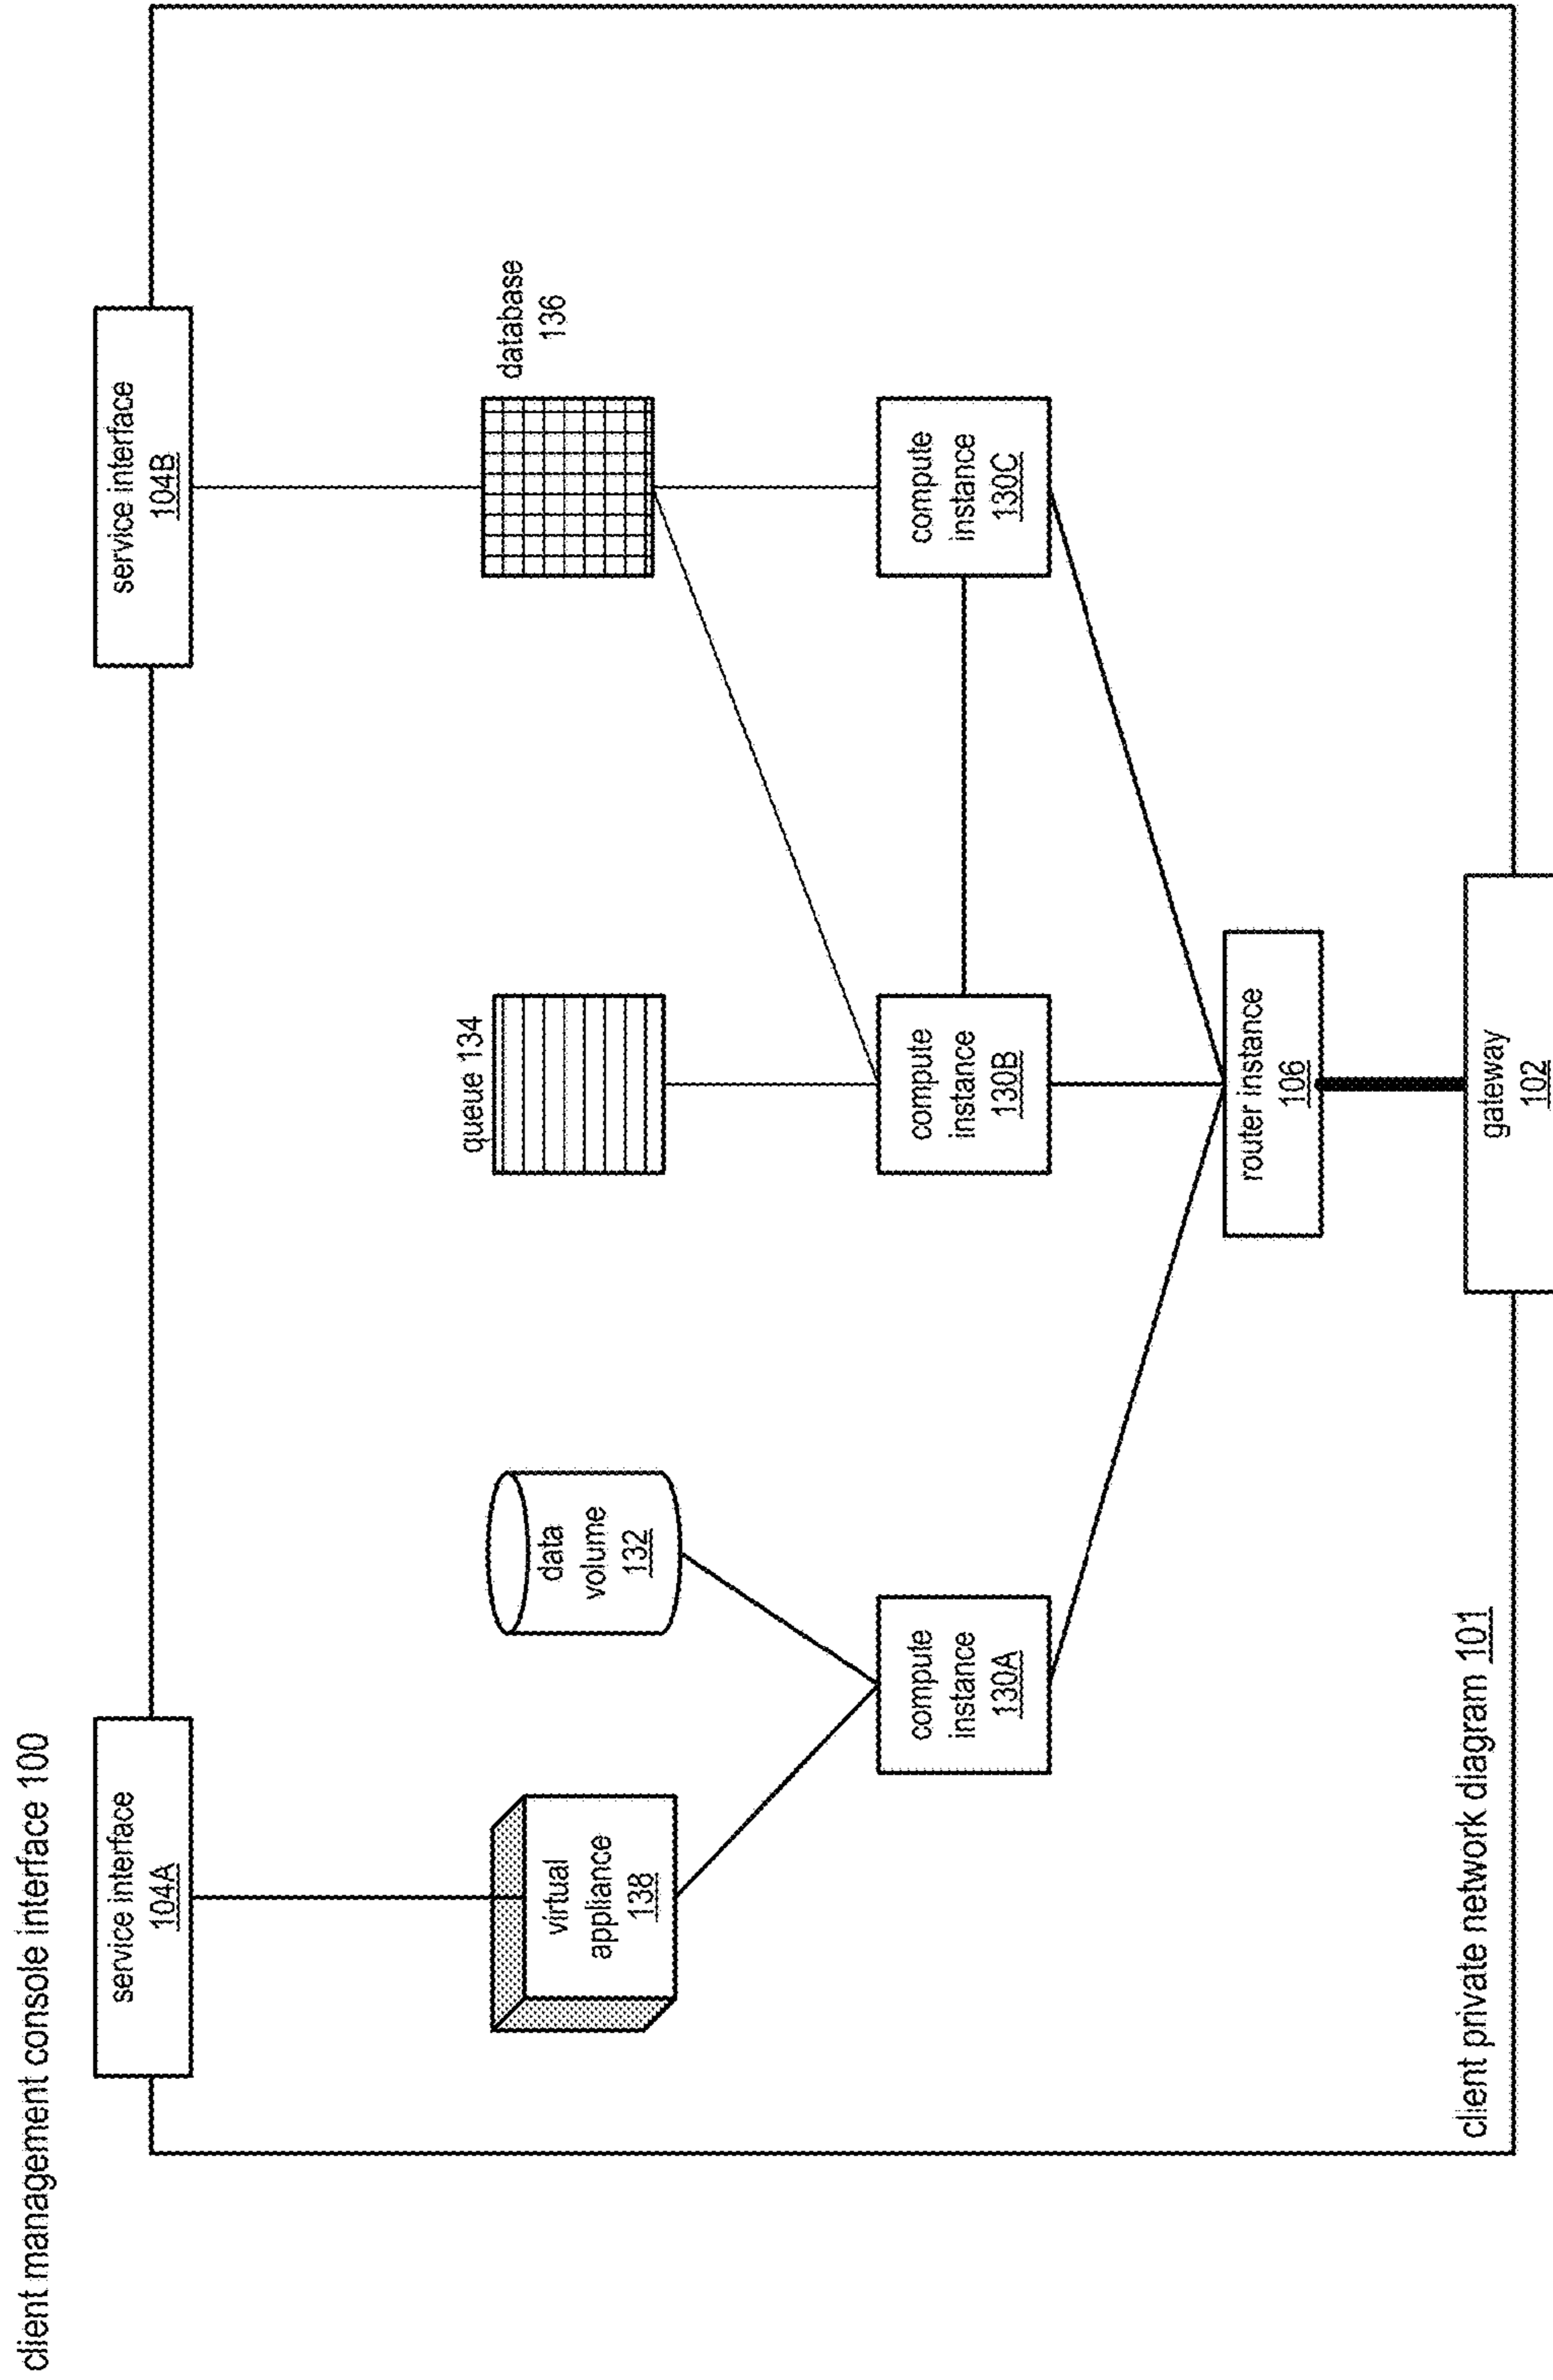 client management console interface 100
service interface
104A
service interface
104B
virtual
appliance
138
data
volume
132
queue 134
database
136
compute
instance
130A
compute
instance
130B
compute
instance
130C
router instance
106
client private network diagram 101
gateway
102